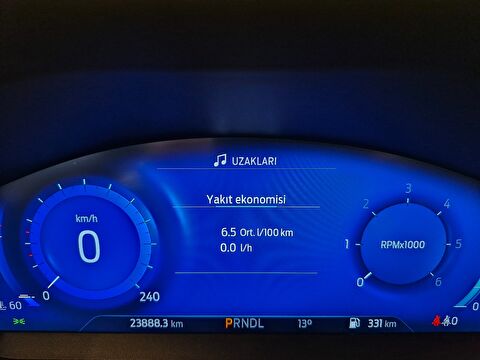 UZAKLARI
Yakıt ekonomisi
6.5 Ort. l/100 km
0.0 l/h
km/h
0
0 240
RPMx1000
0 1 2 3 4 5 6
60
23888.3 km PRNDL 13° 331 km